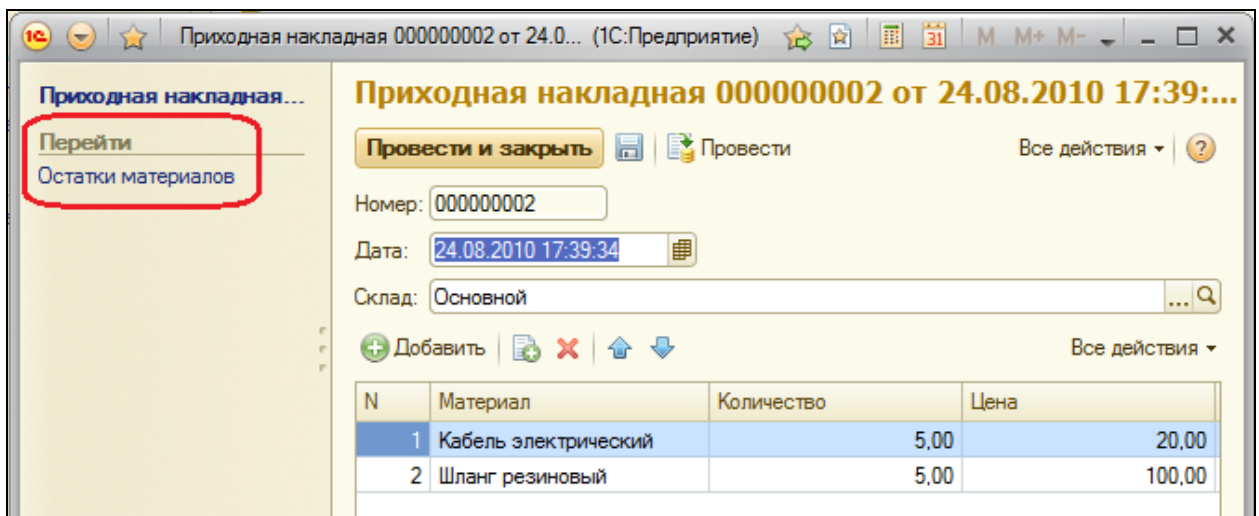 Приходная накладная 000000002 от 24.0... (1С:Предприятие) 31 M M+ M-
Приходная накладная...
Перейти
Остатки материалов
Приходная накладная 000000002 от 24.08.2010 17:39:...
Провести и закрыть Провести Все действия
Номер: 000000002
Дата: 24.08.2010 17:39:34
Склад: Основной ...
Добавить Все действия
N Материал Количество Цена
1 Кабель электрический 5,00 20,00
2 Шланг резиновый 5,00 100,00